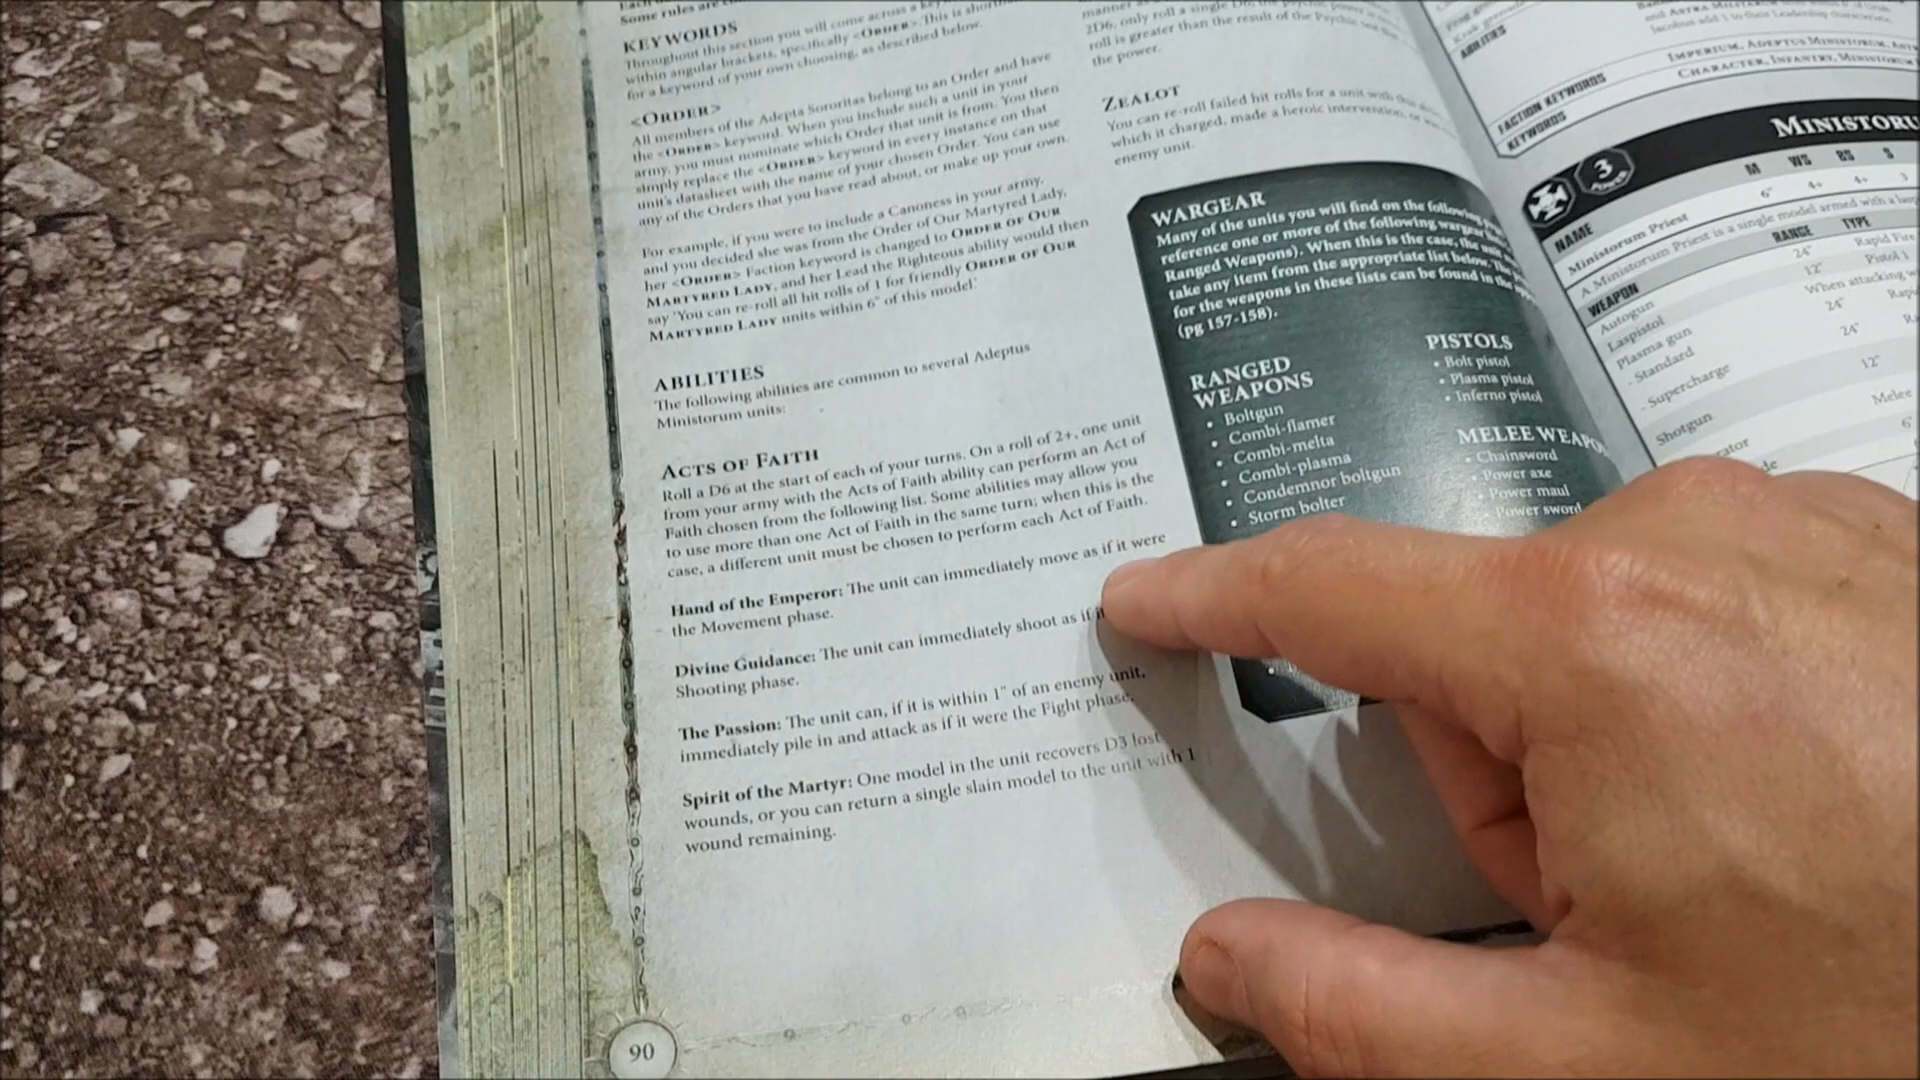 Some rules are
KEYWORDS
Throughout this section you will come across a
within angular brackets, specifically <ORDER>. This is
for a keyword of your own choosing, as described below.
<ORDER>
All members of the Adepta Sororitas belong to an Order and have
the <ORDER> keyword. When you include such a unit in your
army, you must nominate which Order that unit is from. You then
simply replace the <ORDER> keyword in every instance on that
unit's datasheet with the name of your chosen Order. You can use
any of the Orders that you have read about, or make up your own.
For example, if you were to include a Canoness in your army,
and you decided she was from the Order of Our Martyred Lady,
her <ORDER> Faction keyword is changed to ORDER OF OUR
MARTYRED LADY, and her Lead the Righteous ability would then
say 'You can re-roll all hit rolls of 1 for friendly ORDER OF OUR
MARTYRED LADY units within 6" of this model.'
ABILITIES
The following abilities are common to several Adeptus
Ministorum units:
ACTS OF FAITH
Roll a D6 at the start of each of your turns. On a roll of 2+, one unit
from your army with the Acts of Faith ability can perform an Act of
Faith chosen from the following list. Some abilities may allow you
to use more than one Act of Faith in the same turn; when this is the
case, a different unit must be chosen to perform each Act of Faith.
Hand of the Emperor: The unit can immediately move as if it were
the Movement phase.
Divine Guidance: The unit can immediately shoot as if
Shooting phase.
The Passion: The unit can, if it is within 1" of an enemy unit,
immediately pile in and attack as if it were the Fight phase.
Spirit of the Martyr: One model in the unit recovers D3 lost
wounds, or you can return a single slain model to the unit with 1
wound remaining.
90
2D6, only roll a single D6; the psychic power
roll is greater than the result of the Psychic test
the power.
ZEALOT
You can re-roll failed hit rolls for a unit with this
which it charged, made a heroic intervention, or
enemy unit.
WARGEAR
Many of the units you will find on the following
reference one or more of the following wargear
Ranged Weapons). When this is the case, the unit
take any item from the appropriate list below. The
for the weapons in these lists can be found in the
(pg 157-158).
RANGED
WEAPONS
• Boltgun
• Combi-flamer
• Combi-melta
• Combi-plasma
• Condemnor boltgun
• Storm bolter
PISTOLS
• Bolt pistol
• Plasma pistol
• Inferno pistol
MELEE
• Chainsword
• Power axe
• Power maul
• Power sword
ABILITIES
FACTION KEYWORDS IMPERIUM, ADEPTUS MINISTORUM,
KEYWORDS CHARACTER, INFANTRY,
3
POWER
NAME M WS BS S
Ministorum Priest 6" 4+ 4+ 3
A Ministorum Priest is a single model armed with a
WEAPON RANGE TYPE
Autogun 24" Rapid Fire
Laspistol 12" Pistol 1
Plasma gun When attacking
- Standard 24"
- Supercharge 24"
Shotgun 12"
Melee
6"